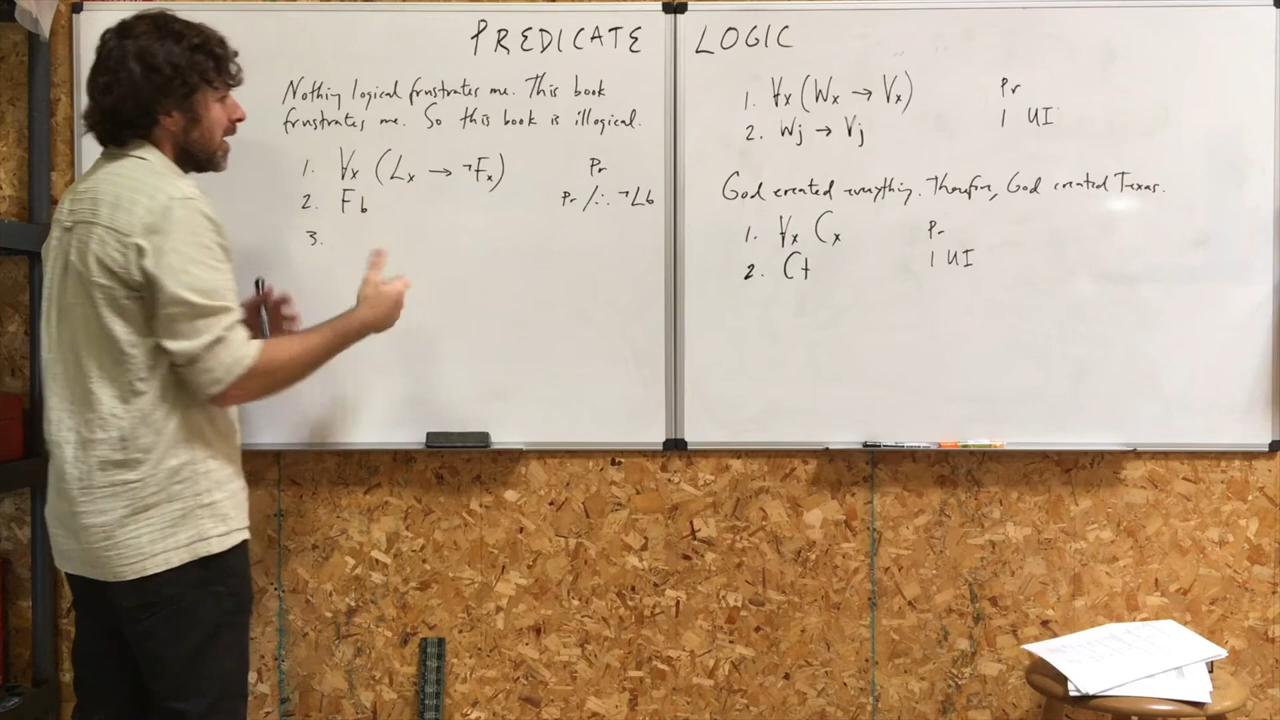 PREDICATE LOGIC
Nothing logical frustrates me. This book
frustrates me. So this book is illogical.
1. ∀x (Lx → ¬Fx) Pr
2. Fb Pr /∴ ¬Lb
3.
1. ∀x (Wx → Vx) Pr
2. Wj → Vj 1 UI
God created everything. Therefore, God created Texas.
1. ∀x Cx Pr
2. Ct 1 UI